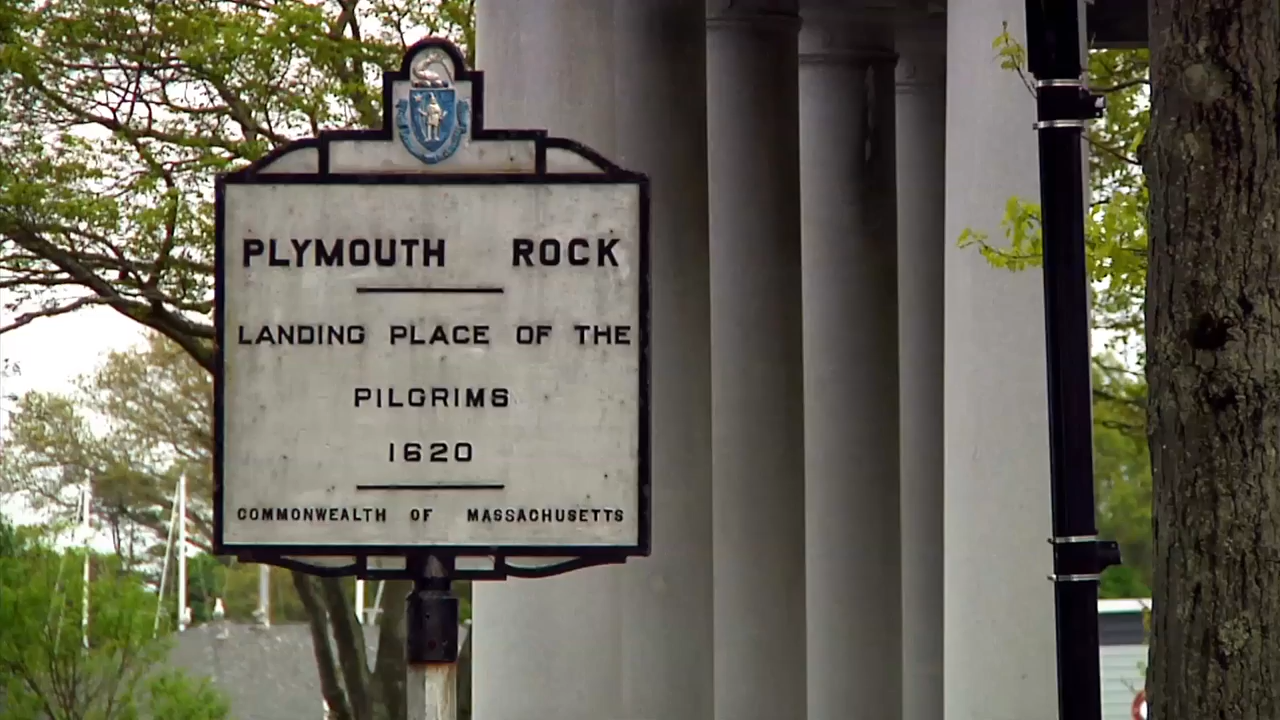 PLYMOUTH ROCK
LANDING PLACE OF THE
PILGRIMS
1620
COMMONWEALTH OF MASSACHUSETTS